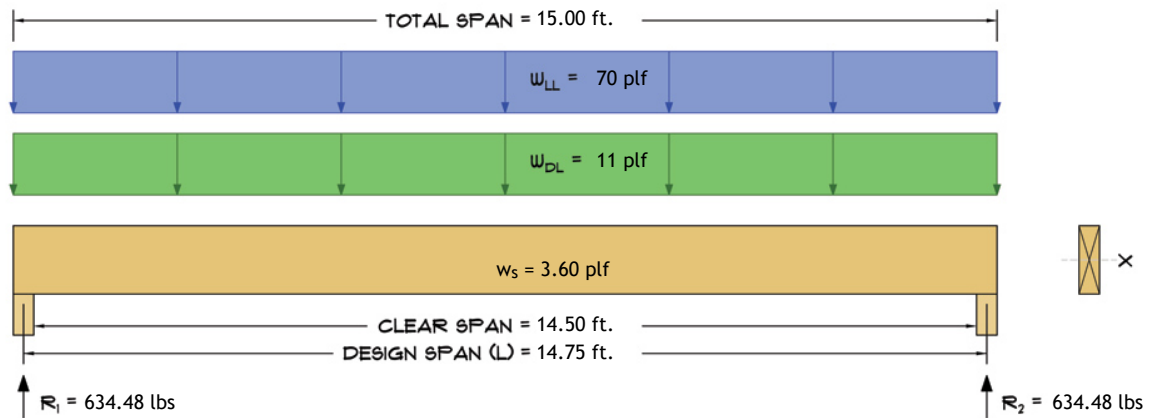 TOTAL SPAN = 15.00 ft.
WLL = 70 plf
WDL = 11 plf
ws = 3.60 plf
X
CLEAR SPAN = 14.50 ft.
DESIGN SPAN (L) = 14.75 ft.
R1 = 634.48 lbs
R2 = 634.48 lbs